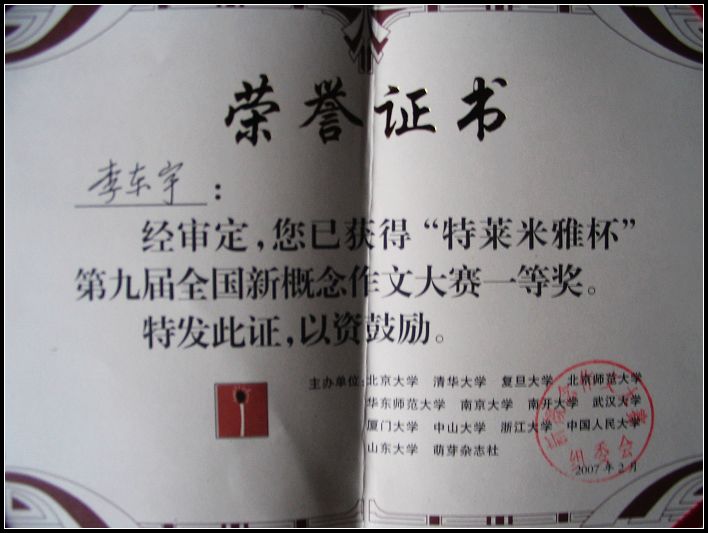 荣誉证书
李东宇：
经审定，您已获得“特莱米雅杯”
第九届全国新概念作文大赛一等奖。
特发此证，以资鼓励。
主办单位：北京大学 清华大学 复旦大学 北京师范大学
华东师范大学 南京大学 南开大学 武汉大学
厦门大学 中山大学 浙江大学 中国人民大学
山东大学 萌芽杂志社
组委会
2007年2月